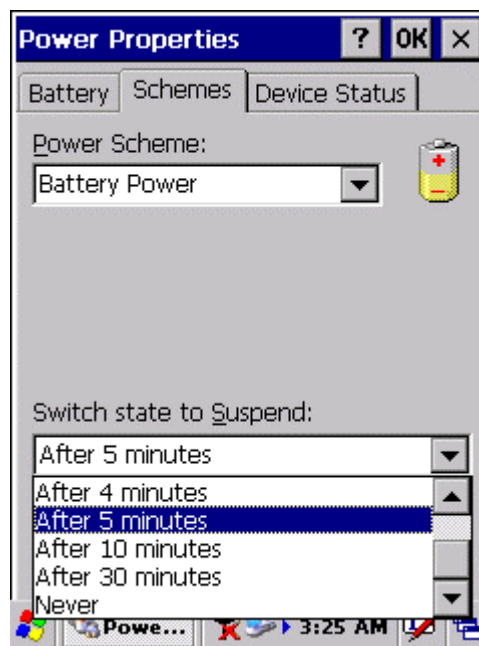 Power Properties ? OK ×
Battery Schemes Device Status
Power Scheme:
Battery Power
Switch state to Suspend:
After 5 minutes
After 4 minutes
After 5 minutes
After 10 minutes
After 30 minutes
Never
Powe... 3:25 AM